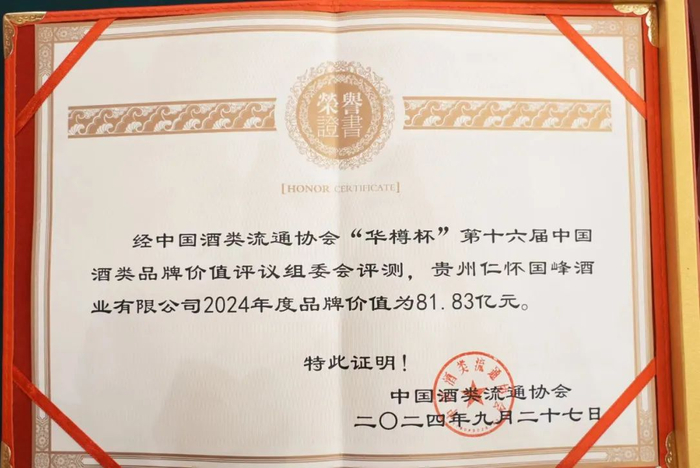 榮譽
證書
[HONOR CERTIFICATE]
经中国酒类流通协会“华樽杯”第十六届中国
酒类品牌价值评议组委会评测，贵州仁怀国峰酒
业有限公司2024年度品牌价值为81.83亿元。
特此证明！
中国酒类流通协会
二〇二四年九月二十七日